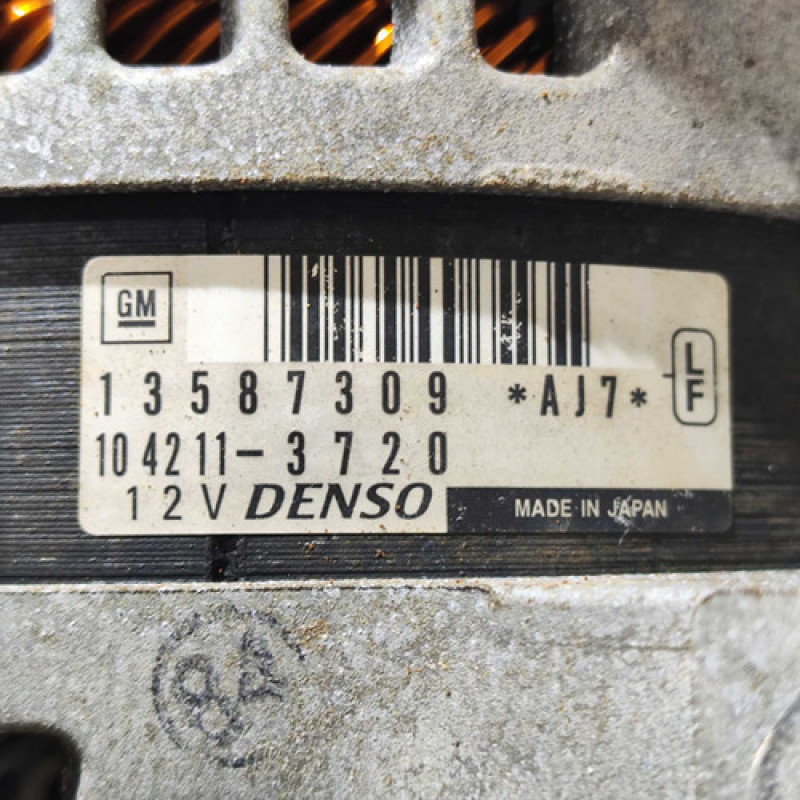 GM
13587309 *AJ7* LF
104211-3720
12V DENSO MADE IN JAPAN